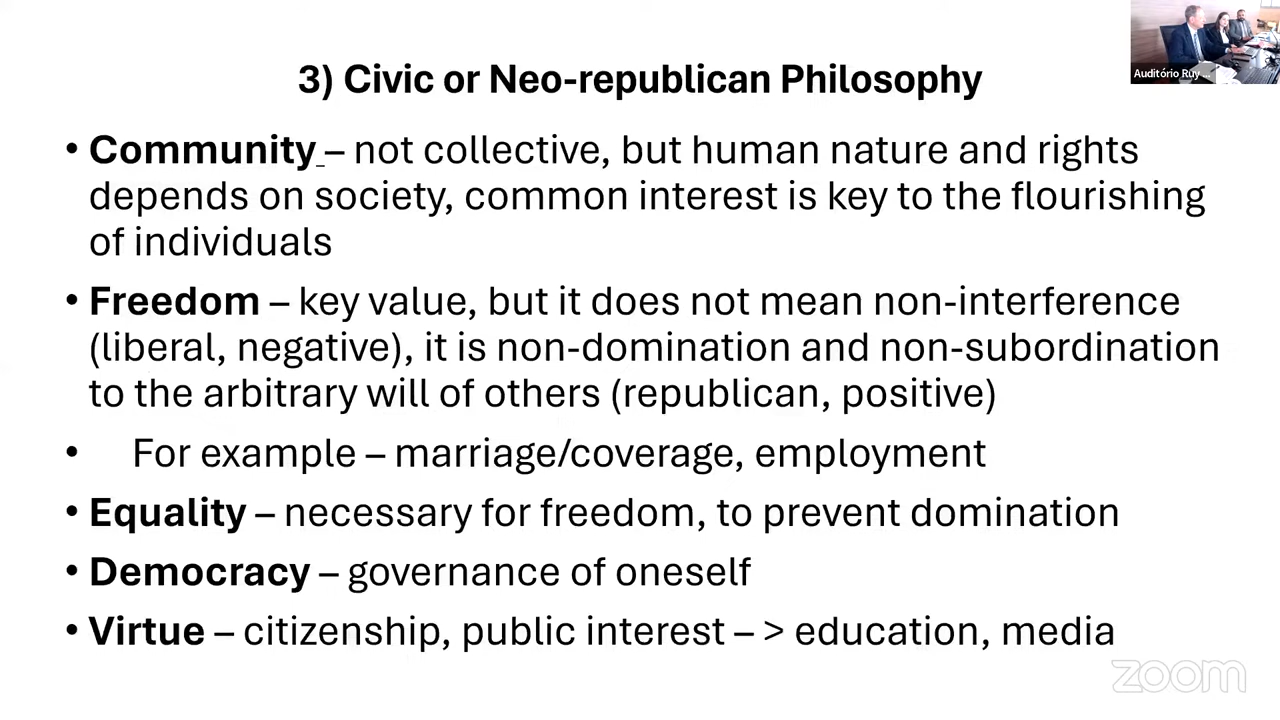 Auditório Ruy ...
3) Civic or Neo-republican Philosophy
• Community – not collective, but human nature and rights
depends on society, common interest is key to the flourishing
of individuals
• Freedom – key value, but it does not mean non-interference
(liberal, negative), it is non-domination and non-subordination
to the arbitrary will of others (republican, positive)
• For example – marriage/coverage, employment
• Equality – necessary for freedom, to prevent domination
• Democracy – governance of oneself
• Virtue – citizenship, public interest – > education, media
zoom